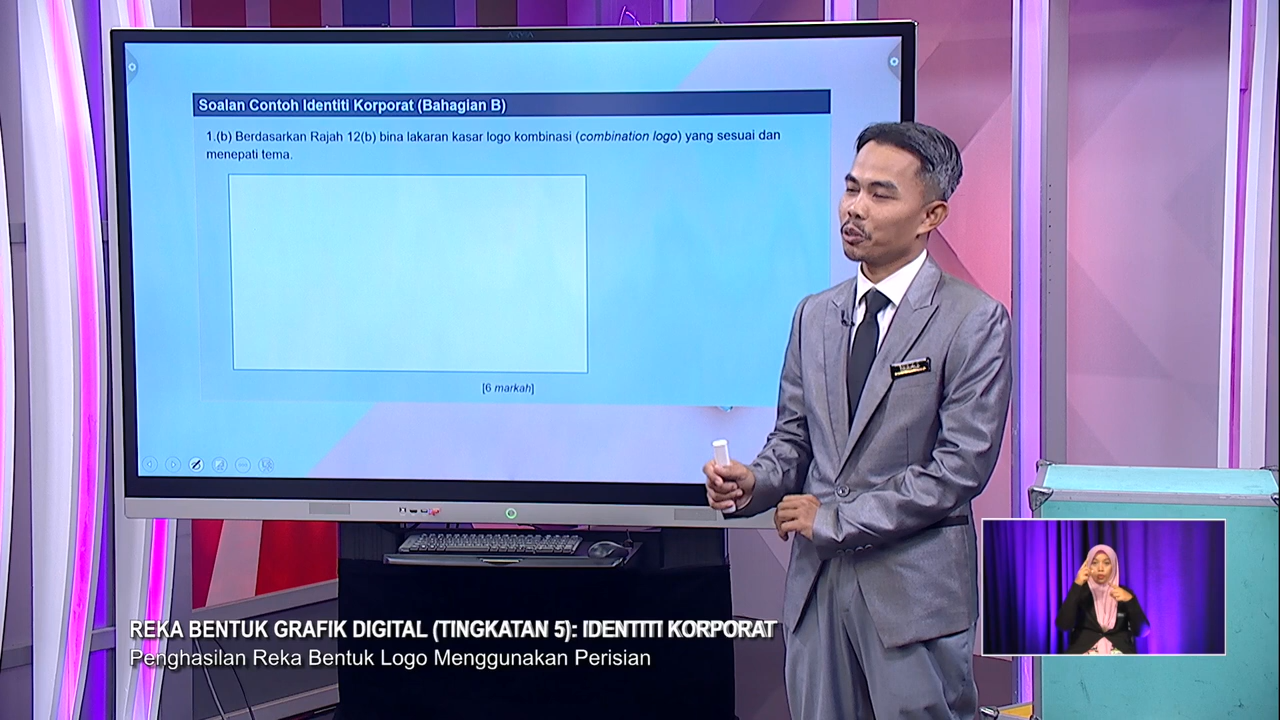 Soalan Contoh Identiti Korporat (Bahagian B)
1.(b) Berdasarkan Rajah 12(b) bina lakaran kasar logo kombinasi (combination logo) yang sesuai dan
menepati tema.
[6 markah]
REKA BENTUK GRAFIK DIGITAL (TINGKATAN 5): IDENTITI KORPORAT
Penghasilan Reka Bentuk Logo Menggunakan Perisian